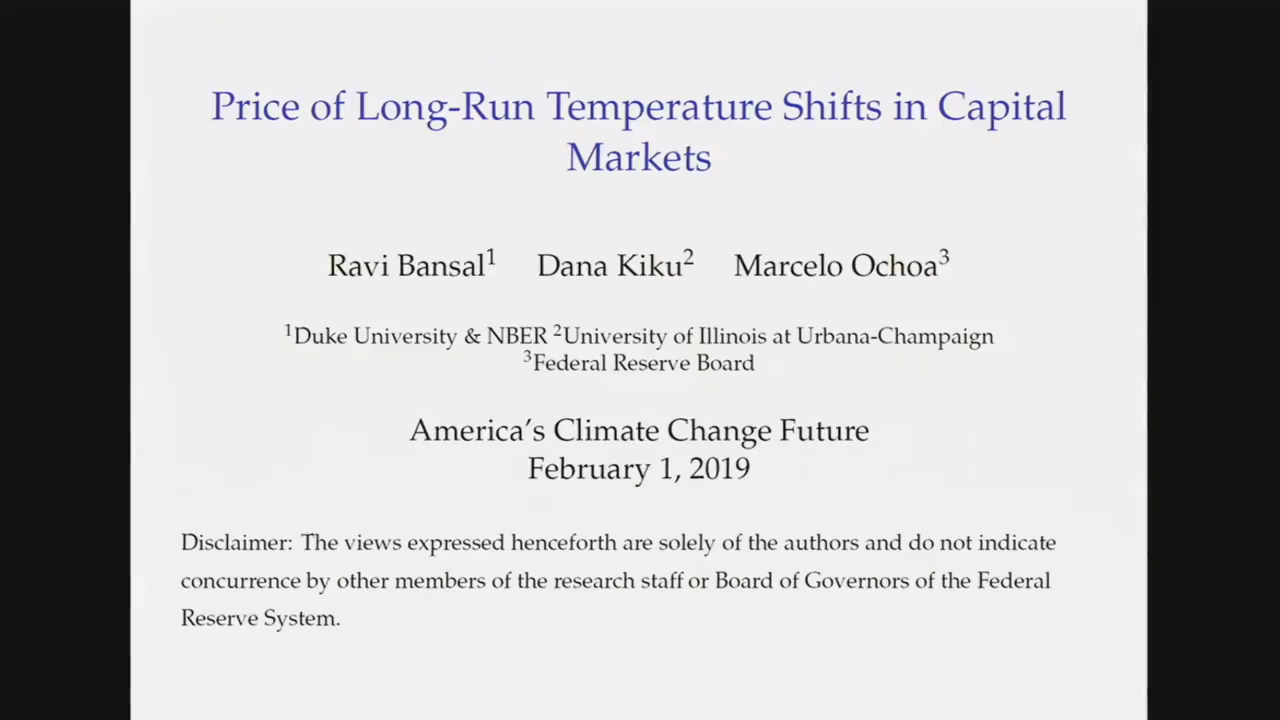 Price of Long-Run Temperature Shifts in Capital
Markets
Ravi Bansal¹ Dana Kiku² Marcelo Ochoa³
¹Duke University & NBER ²University of Illinois at Urbana-Champaign
³Federal Reserve Board
America's Climate Change Future
February 1, 2019
Disclaimer: The views expressed henceforth are solely of the authors and do not indicate
concurrence by other members of the research staff or Board of Governors of the Federal
Reserve System.